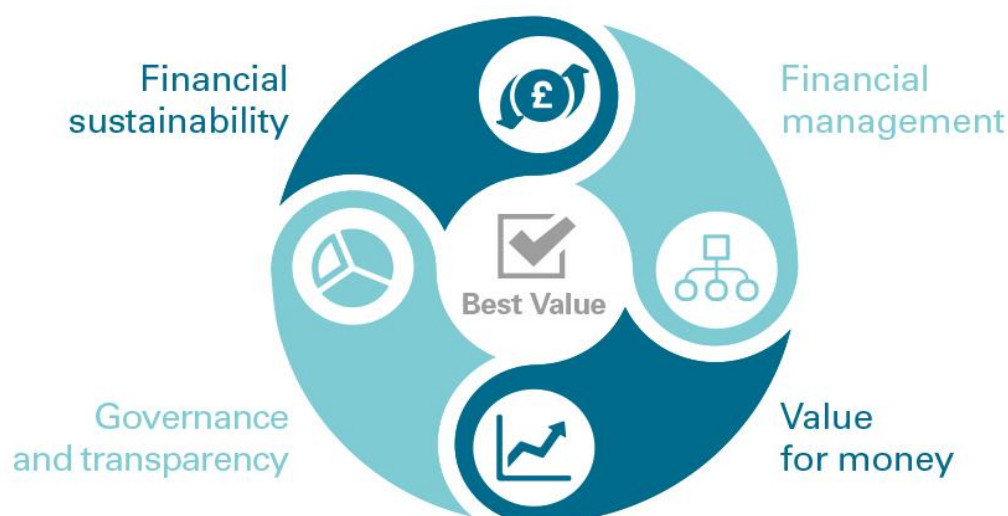 Financial
sustainability
Financial
management
£
Best Value
Governance
and transparency
Value
for money